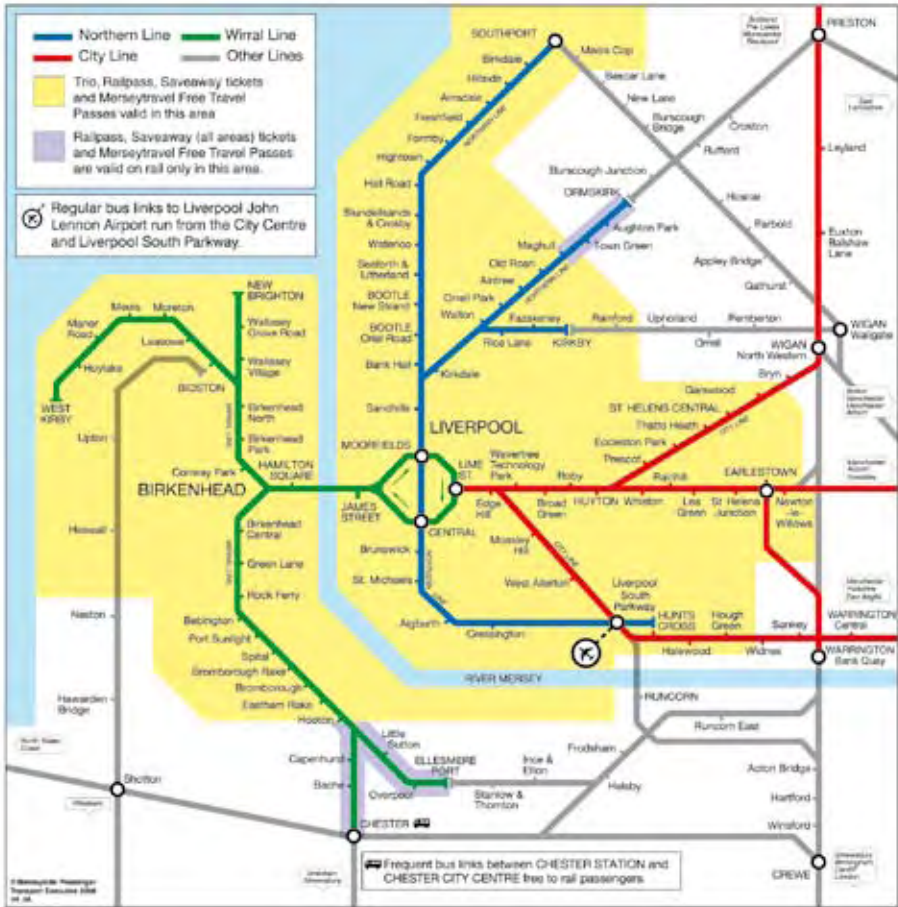 Northern Line
Wirral Line
City Line
Other Lines
Trio, Railpass, Saveaway tickets
and Merseytravel Free Travel
Passes valid in this area
Railpass, Saveaway (all areas) tickets
and Merseytravel Free Travel Passes
are valid on rail only in this area.
Regular bus links to Liverpool John
Lennon Airport run from the City Centre
and Liverpool South Parkway.
SOUTHPORT
Birkdale
Hillside
Ainsdale
Freshfield
Formby
Hightown
Hall Road
Blundellsands
& Crosby
Waterloo
Seaforth &
Litherland
BOOTLE
New Strand
BOOTLE
Oriel Road
Bank Hall
Sandhills
NORTHERN LINE
Meols Cop
Bescar Lane
New Lane
Burscough
Bridge
Hoscar
Parbold
Appley Bridge
Gathurst
PRESTON
Croston
Rufford
Burscough Junction
ORMSKIRK
Aughton Park
Town Green
Maghull
Old Roan
Aintree
Orrell Park
Walton
Kirkdale
NORTHERN LINE
Fazakerley
Rice Lane
KIRKBY
Rainford
Upholland
Orrell
Pemberton
WIGAN
Wallgate
WIGAN
North Western
Leyland
Euxton
Balshaw
Lane
Bryn
Garswood
ST HELENS CENTRAL
Thatto Heath
Eccleston Park
Prescot
CITY LINE
NEW
BRIGHTON
Wallasey
Grove Road
Wallasey
Village
Birkenhead
North
Birkenhead
Park
Conway Park
Moreton
Meols
Manor
Road
Hoylake
WEST
KIRBY
Leasowe
BIDSTON
Upton
Heswall
Neston
Hawarden
Bridge
Shotton
BIRKENHEAD
HAMILTON
SQUARE
JAMES
STREET
LIVERPOOL
MOORFIELDS
LIME
ST.
CENTRAL
Wavertree
Technology
Park
Edge
Hill
Broad
Green
Roby
HUYTON
Whiston
Rainhill
Lea
Green
St Helens
Junction
EARLESTOWN
Newton
-le-
Willows
Mossley
Hill
West Allerton
CITY LINE
Liverpool
South
Parkway
Brunswick
St. Michaels
Aigburth
Cressington
HUNTS
CROSS
Halewood
Hough
Green
Widnes
Sankey
WARRINGTON
Central
WARRINGTON
Bank Quay
RIVER MERSEY
Birkenhead
Central
Green Lane
Rock Ferry
Bebington
Port Sunlight
Spital
Bromborough Rake
Bromborough
Eastham Rake
Hooton
Little
Sutton
Overpool
ELLESMERE
PORT
Capenhurst
Bache
CHESTER
Stanlow &
Thornton
Ince &
Elton
Helsby
Frodsham
RUNCORN
Runcorn East
Acton Bridge
Hartford
Winsford
CREWE
Frequent bus links between CHESTER STATION and
CHESTER CITY CENTRE free to rail passengers.